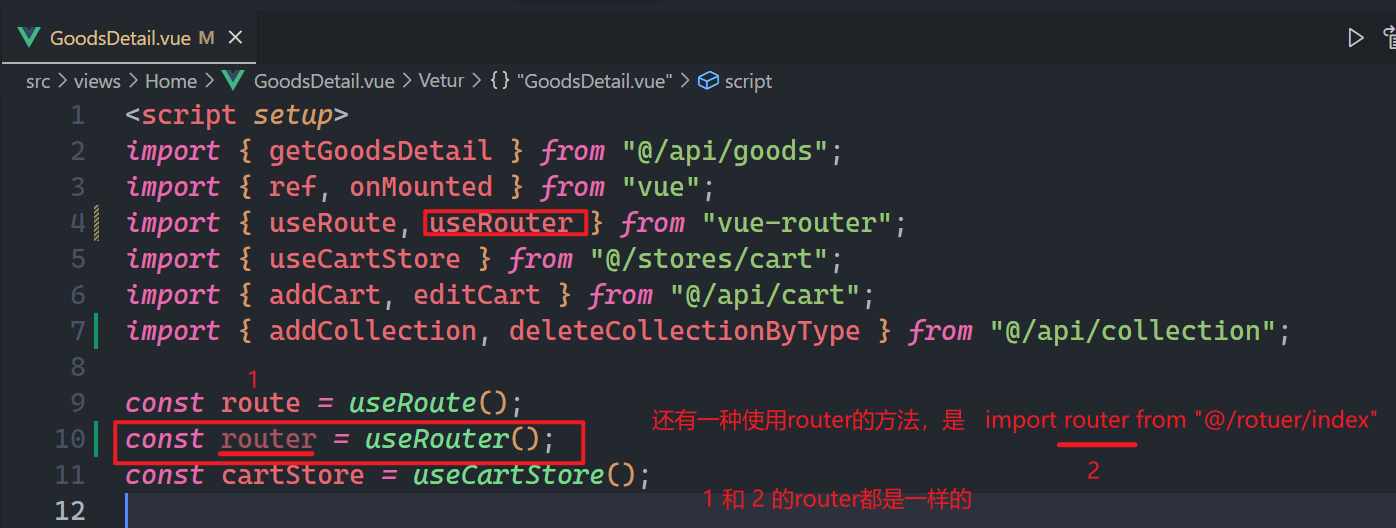 GoodsDetail.vue M
src > views > Home > GoodsDetail.vue > Vetur > {} "GoodsDetail.vue" > script
1 <script setup>
2 import { getGoodsDetail } from "@/api/goods";
3 import { ref, onMounted } from "vue";
4 import { useRoute, useRouter } from "vue-router";
5 import { useCartStore } from "@/stores/cart";
6 import { addCart, editCart } from "@/api/cart";
7 import { addCollection, deleteCollectionByType } from "@/api/collection";
8
1
9 const route = useRoute();
还有一种使用router的方法，是 import router from "@/rotuer/index"
10 const router = useRouter();
2
11 const cartStore = useCartStore();
1 和 2 的router都是一样的
12